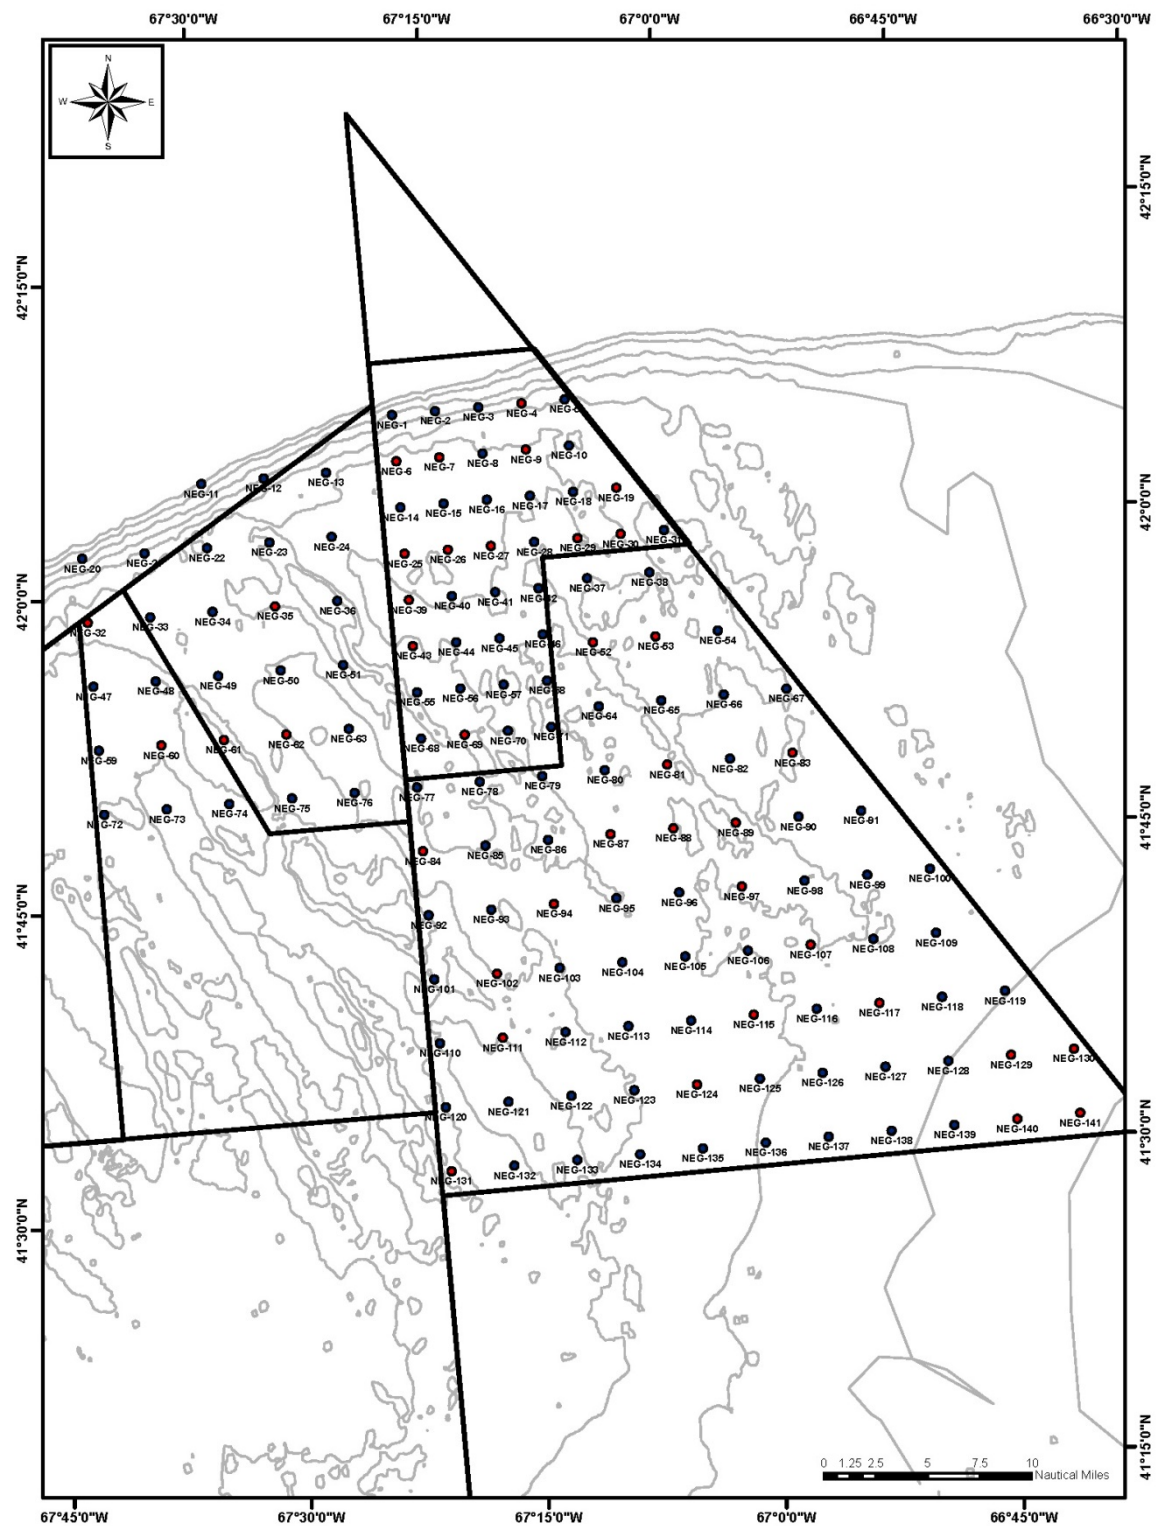 67°30'0"W 67°15'0"W 67°0'0"W 66°45'0"W 66°30'0"W
N
W E
S
42°15'0"N
42°15'0"N
NEG-1 NEG-2 NEG-3 NEG-4 NEG-5
NEG-6 NEG-7 NEG-8 NEG-9 NEG-10
NEG-11 NEG-12 NEG-13
NEG-14 NEG-15 NEG-16 NEG-17 NEG-18 NEG-19
42°0'0"N
NEG-20 NEG-21 NEG-22 NEG-23 NEG-24
NEG-25 NEG-26 NEG-27 NEG-28 NEG-29 NEG-30 NEG-31
42°0'0"N
NEG-32 NEG-33 NEG-34 NEG-35 NEG-36 NEG-37 NEG-38
NEG-39 NEG-40 NEG-41 NEG-42
NEG-43 NEG-44 NEG-45 NEG-46
NEG-47 NEG-48 NEG-49 NEG-50 NEG-51 NEG-52 NEG-53 NEG-54
NEG-55 NEG-56 NEG-57 NEG-58
NEG-59 NEG-60 NEG-61 NEG-62 NEG-63 NEG-64 NEG-65 NEG-66 NEG-67
NEG-68 NEG-69 NEG-70 NEG-71
NEG-72 NEG-73 NEG-74 NEG-75 NEG-76 NEG-77 NEG-78 NEG-79 NEG-80 NEG-81 NEG-82 NEG-83
41°45'0"N
NEG-84 NEG-85 NEG-86 NEG-87 NEG-88 NEG-89 NEG-90 NEG-91
41°45'0"N
NEG-92 NEG-93 NEG-94 NEG-95 NEG-96 NEG-97 NEG-98 NEG-99 NEG-100
NEG-101 NEG-102 NEG-103 NEG-104 NEG-105 NEG-106 NEG-107 NEG-108 NEG-109
NEG-110 NEG-111 NEG-112 NEG-113 NEG-114 NEG-115 NEG-116 NEG-117 NEG-118 NEG-119
NEG-120 NEG-121 NEG-122 NEG-123 NEG-124 NEG-125 NEG-126 NEG-127 NEG-128 NEG-129 NEG-130
41°30'0"N
NEG-131 NEG-132 NEG-133 NEG-134 NEG-135 NEG-136 NEG-137 NEG-138 NEG-139 NEG-140 NEG-141
41°30'0"N
41°15'0"N
0 1.25 2.5 5 7.5 10
Nautical Miles
67°45'0"W 67°30'0"W 67°15'0"W 67°0'0"W 66°45'0"W